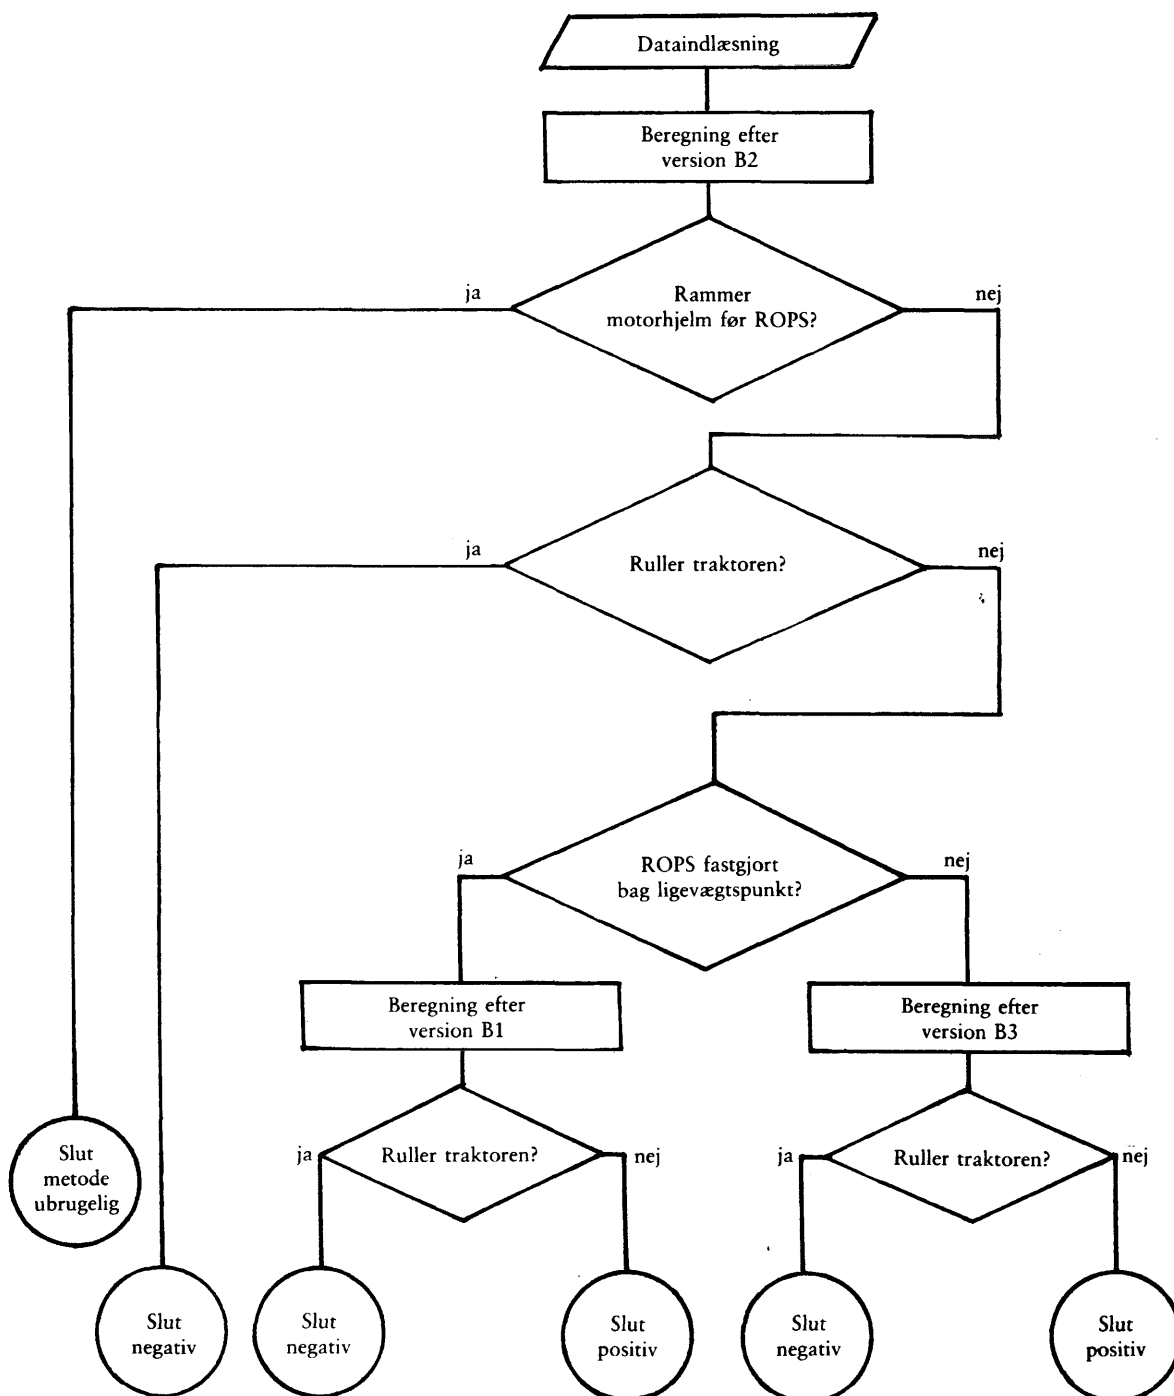 Dataindlæsning
Beregning efter
version B2
ja
nej
Rammer
motorhjelm før ROPS?
ja
nej
Ruller traktoren?
ja
nej
ROPS fastgjort
bag ligevægtspunkt?
Beregning efter
version B1
Beregning efter
version B3
ja
Ruller traktoren?
nej
ja
Ruller traktoren?
nej
Slut
metode
ubrugelig
Slut
negativ
Slut
negativ
Slut
positiv
Slut
negativ
Slut
positiv